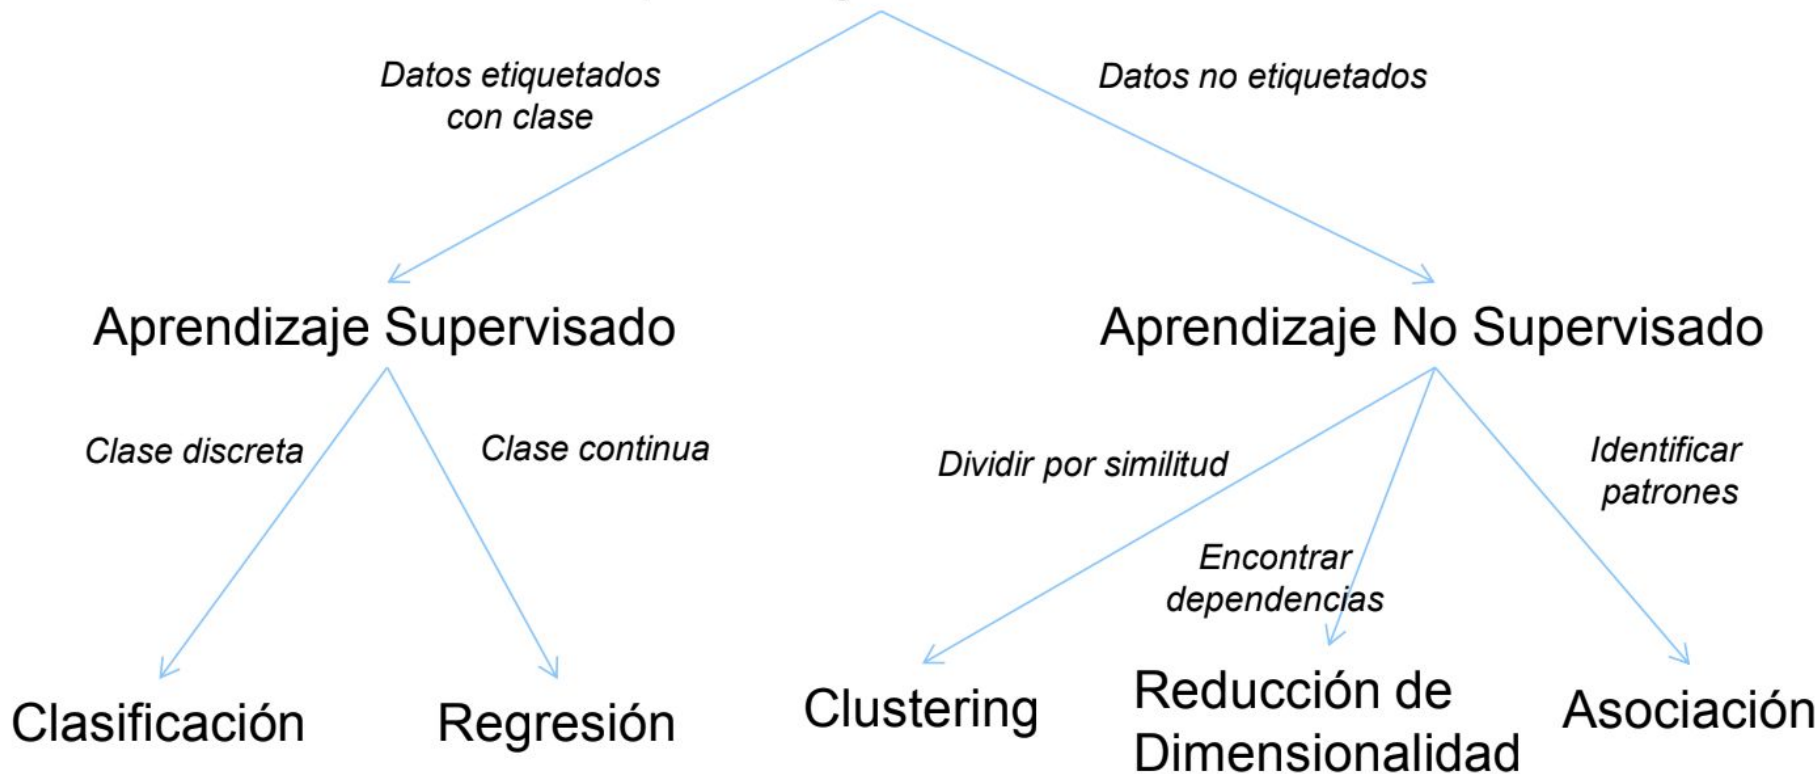 Datos etiquetados
con clase
Datos no etiquetados
Aprendizaje Supervisado
Aprendizaje No Supervisado
Clase discreta
Clase continua
Dividir por similitud
Identificar
patrones
Encontrar
dependencias
Clasificación
Regresión
Clustering
Reducción de
Dimensionalidad
Asociación